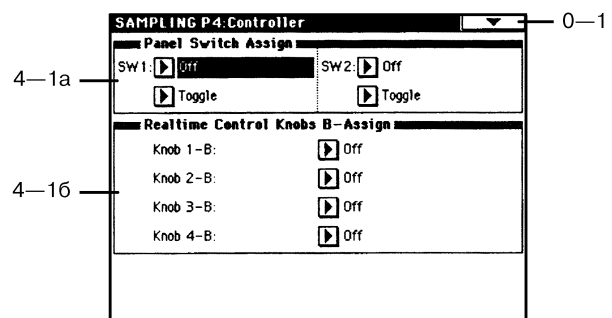 SAMPLING P4:Controller
0—1
Panel Switch Assign
SW1: Off SW2: Off
4—1a
Toggle Toggle
Realtime Control Knobs B-Assign
Knob 1-B: Off
Knob 2-B: Off
4—1б
Knob 3-B: Off
Knob 4-B: Off